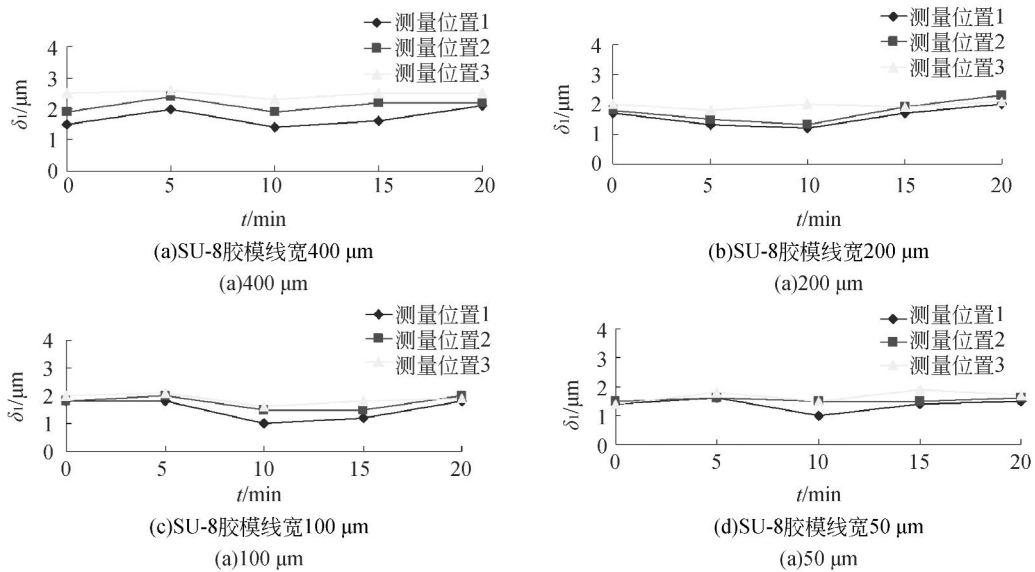 测量位置1
测量位置2
测量位置3
4
3
2
1
0
δ1/μm
0 5 10 15 20
t/min
(a)SU-8胶模线宽400 μm
(a)400 μm
测量位置1
测量位置2
测量位置3
4
3
2
1
0
δ1/μm
0 5 10 15 20
t/min
(b)SU-8胶模线宽200 μm
(a)200 μm
测量位置1
测量位置2
测量位置3
4
3
2
1
0
δ1/μm
0 5 10 15 20
t/min
(c)SU-8胶模线宽100 μm
(a)100 μm
测量位置1
测量位置2
测量位置3
4
3
2
1
0
δ1/μm
0 5 10 15 20
t/min
(d)SU-8胶模线宽50 μm
(a)50 μm